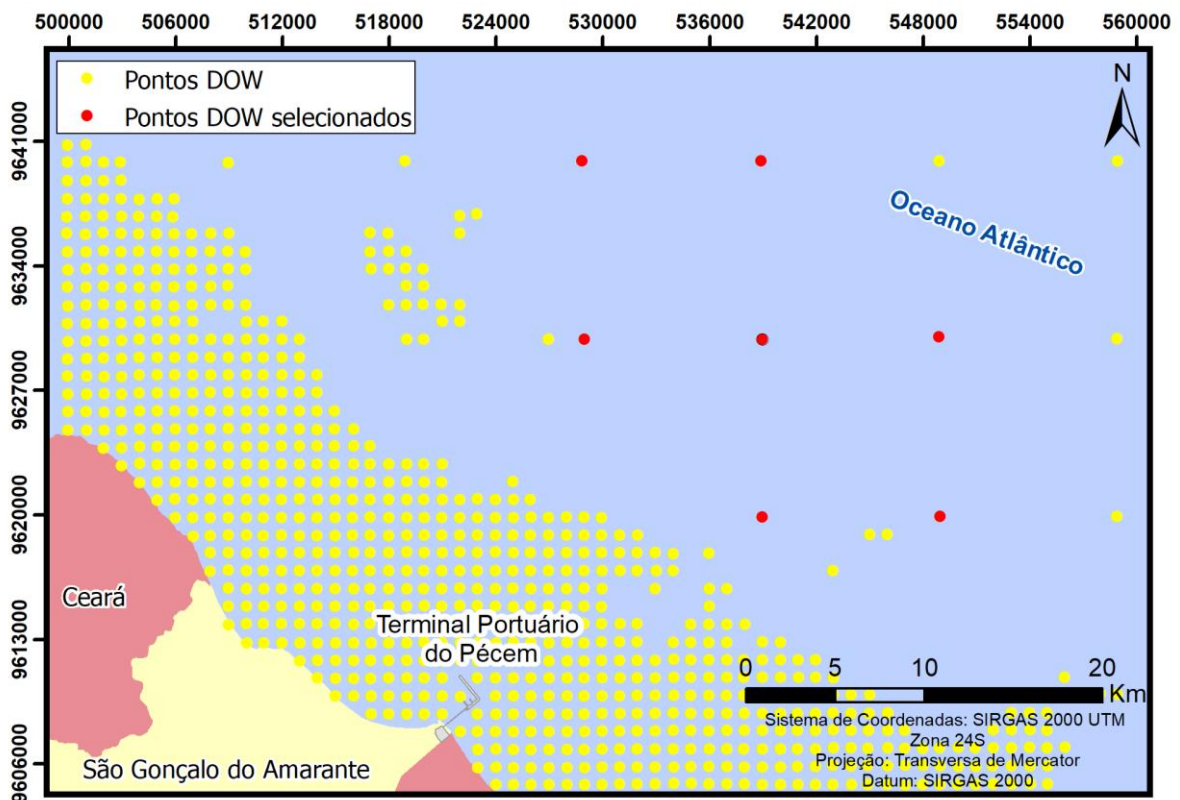 500000 506000 512000 518000 524000 530000 536000 542000 548000 554000 560000
Pontos DOW
Pontos DOW selecionados
N
9641000
9634000
9627000
9620000
9613000
9606000
Oceano Atlântico
Ceará
Terminal Portuário
do Pécem
São Gonçalo do Amarante
0 5 10 20
Km
Sistema de Coordenadas: SIRGAS 2000 UTM
Zona 24S
Projeção: Transversa de Mercator
Datum: SIRGAS 2000